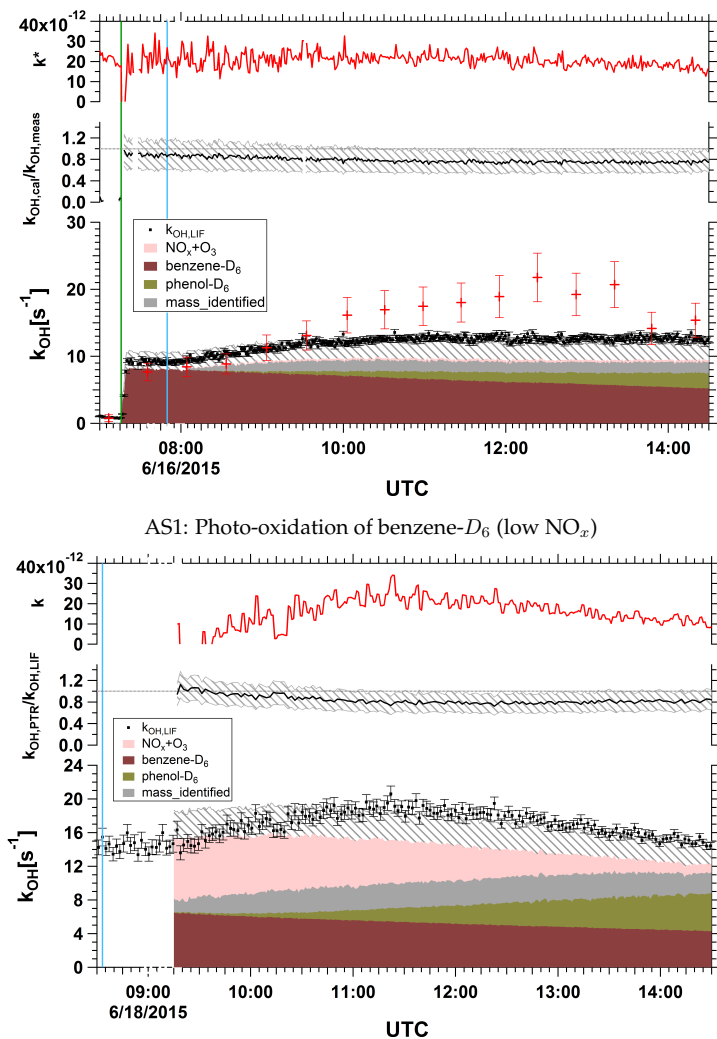 40x10⁻¹²
30
20
10
0
k*
1.2
0.8
0.4
0.0
k_OH,cal/k_OH,meas
30
20
10
0
k_OH[s⁻¹]
k_OH,LIF
NOₓ+O₃
benzene-D₆
phenol-D₆
mass_identified
08:00 10:00 12:00 14:00
6/16/2015
UTC
AS1: Photo-oxidation of benzene-D₆ (low NOₓ)
40x10⁻¹²
30
20
10
0
k
1.2
0.8
0.4
0.0
k_OH,PTR/k_OH,LIF
24
20
16
12
8
4
0
k_OH[s⁻¹]
k_OH,LIF
NOₓ+O₃
benzene-D₆
phenol-D₆
mass_identified
09:00 10:00 11:00 12:00 13:00 14:00
6/18/2015
UTC